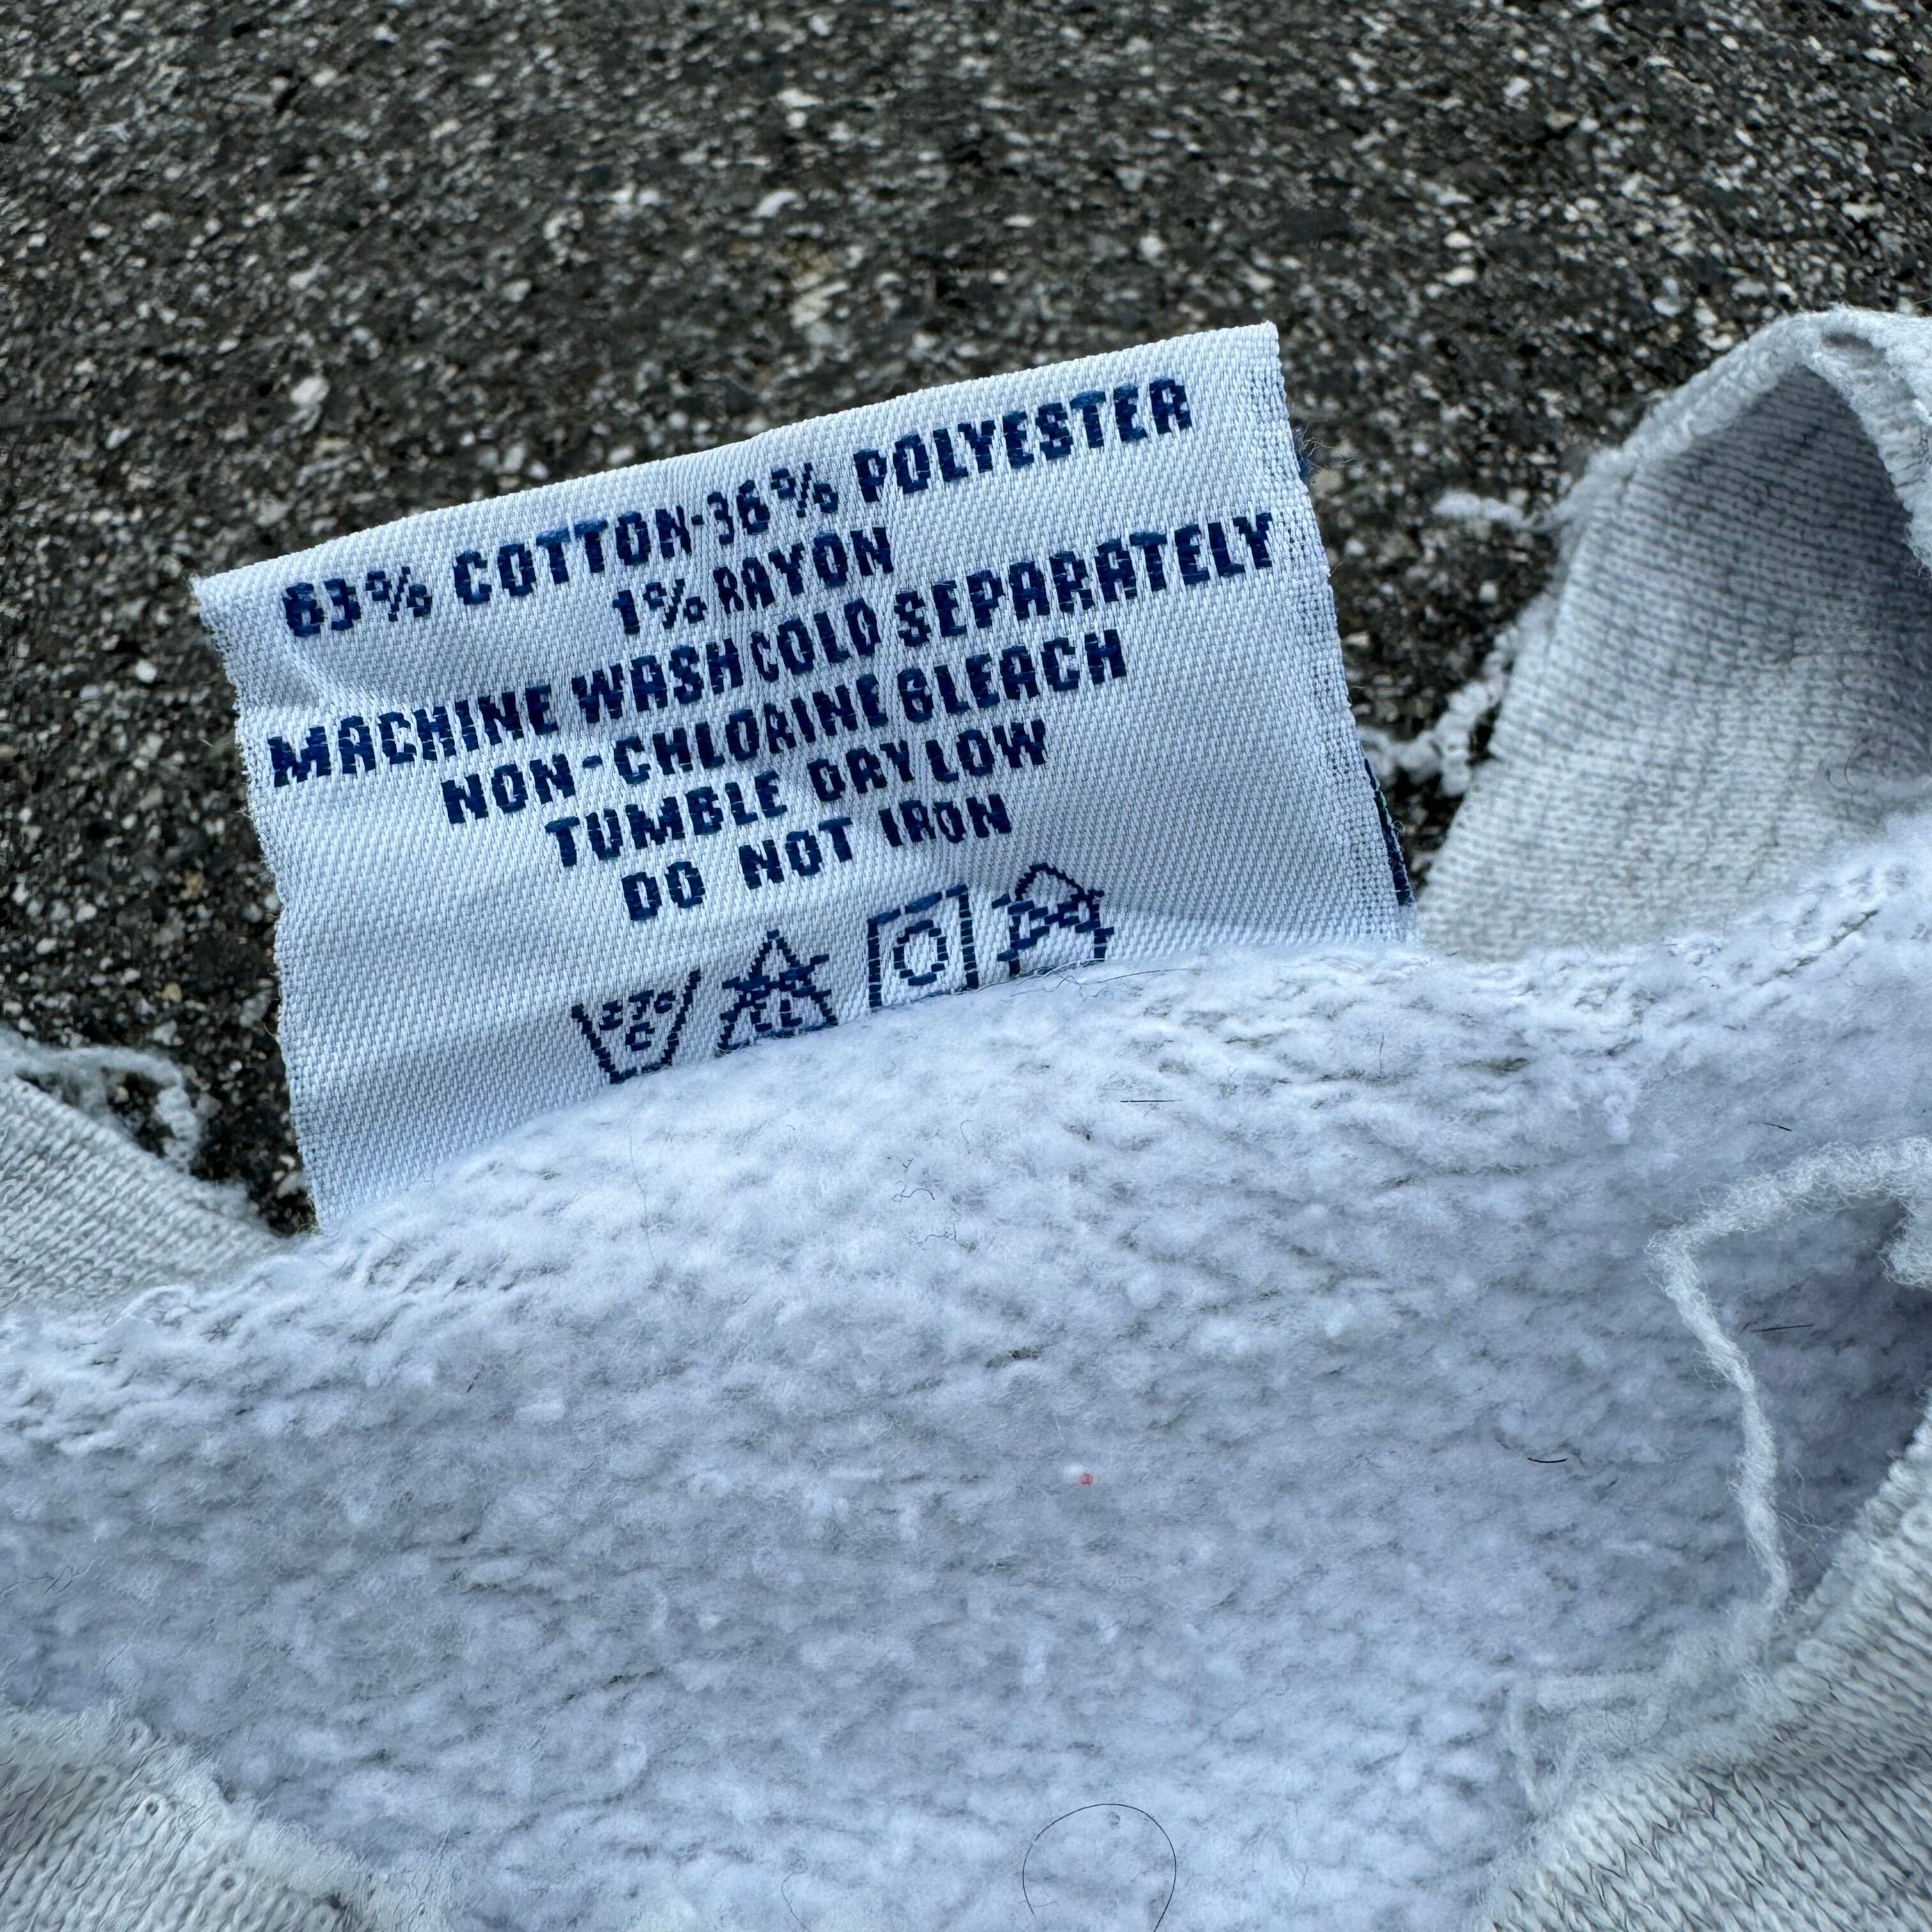 63% COTTON-36% POLYESTER
1% RAYON
MACHINE WASH COLD SEPARATELY
NON-CHLORINE BLEACH
TUMBLE DRY LOW
DO NOT IRON
CL